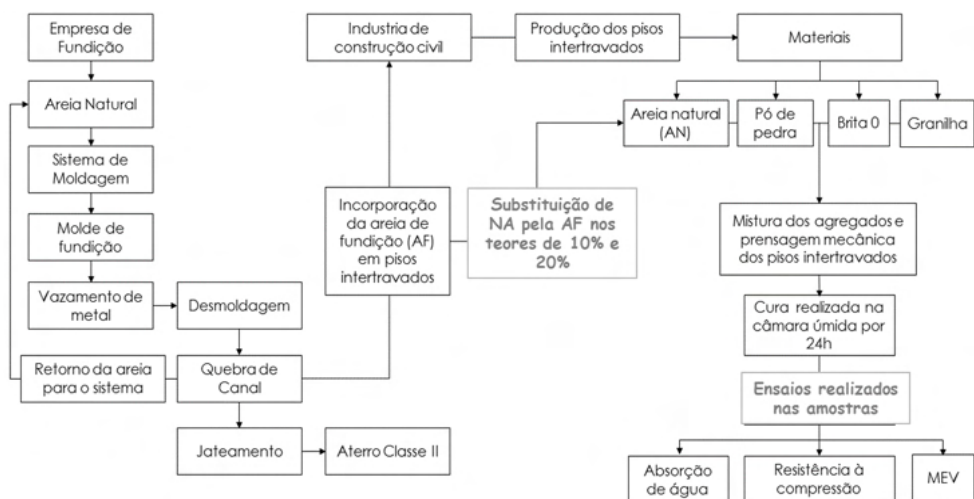 Empresa de
Fundição
Areia Natural
Sistema de
Moldagem
Molde de
fundição
Vazamento de
metal
Desmoldagem
Retorno da areia
para o sistema
Quebra de
Canal
Jateamento
Aterro Classe II
Industria de
construção civil
Incorporação
da areia de
fundição (AF)
em pisos
intertravados
Substituição de
NA pela AF nos
teores de 10% e
20%
Produção dos pisos
intertravados
Materiais
Areia natural
(AN)
Pó de
pedra
Brita 0
Granilha
Mistura dos agregados e
prensagem mecânica
dos pisos intertravados
Cura realizada na
câmara úmida por
24h
Ensaios realizados
nas amostras
Absorção
de água
Resistência à
compressão
MEV